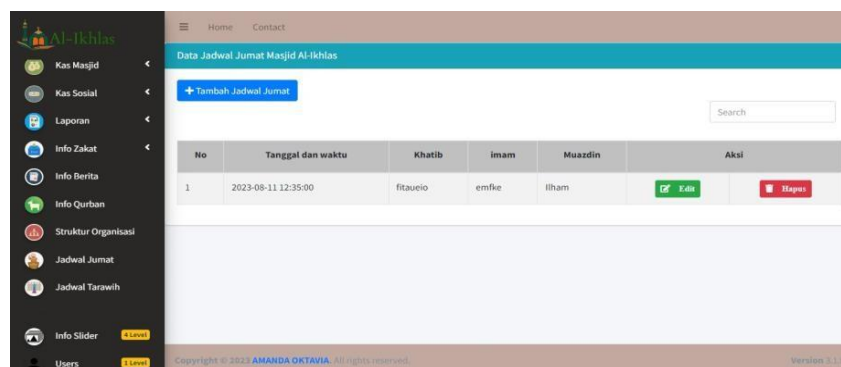 Al-Ikhlas
Home Contact
Kas Masjid
Kas Sosial
Laporan
Info Zakat
Info Berita
Info Qurban
Struktur Organisasi
Jadwal Jumat
Jadwal Tarawih
Info Slider 4 Level
Users 1 Level
Data Jadwal Jumat Masjid Al-Ikhlas
+ Tambah Jadwal Jumat
Search
No Tanggal dan waktu Khatib imam Muazdin Aksi
1 2023-08-11 12:35:00 fitaueio emfke Ilham Edit Hapus
Copyright © 2023 AMANDA OKTAVIA. All rights reserved. Version 3.1.